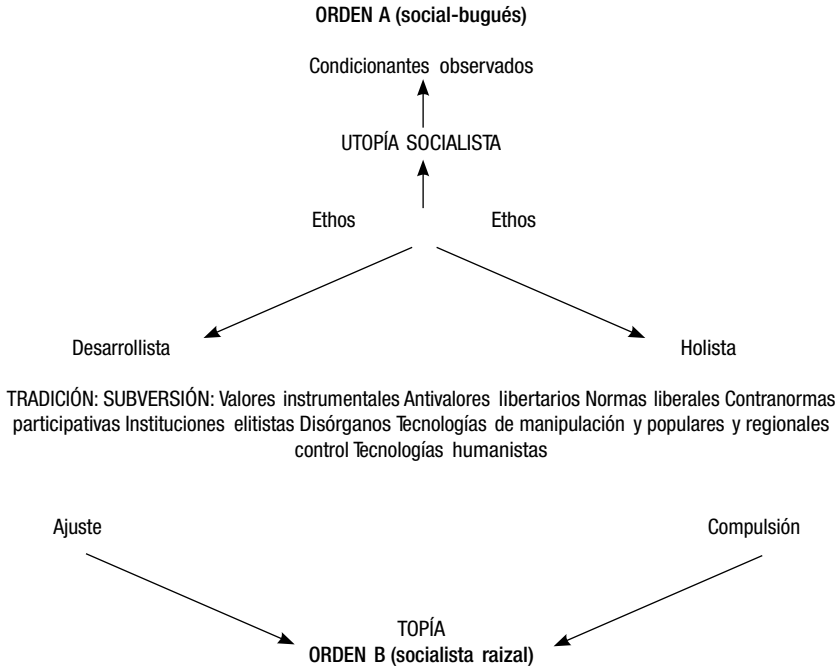 ORDEN A (social-bugués)
Condicionantes observados
UTOPÍA SOCIALISTA
Ethos Ethos
Desarrollista Holista
TRADICIÓN: SUBVERSIÓN: Valores instrumentales Antivalores libertarios Normas liberales Contranormas
participativas Instituciones elitistas Disórganos Tecnologías de manipulación y populares y regionales
control Tecnologías humanistas
Ajuste Compulsión
TOPÍA
ORDEN B (socialista raizal)